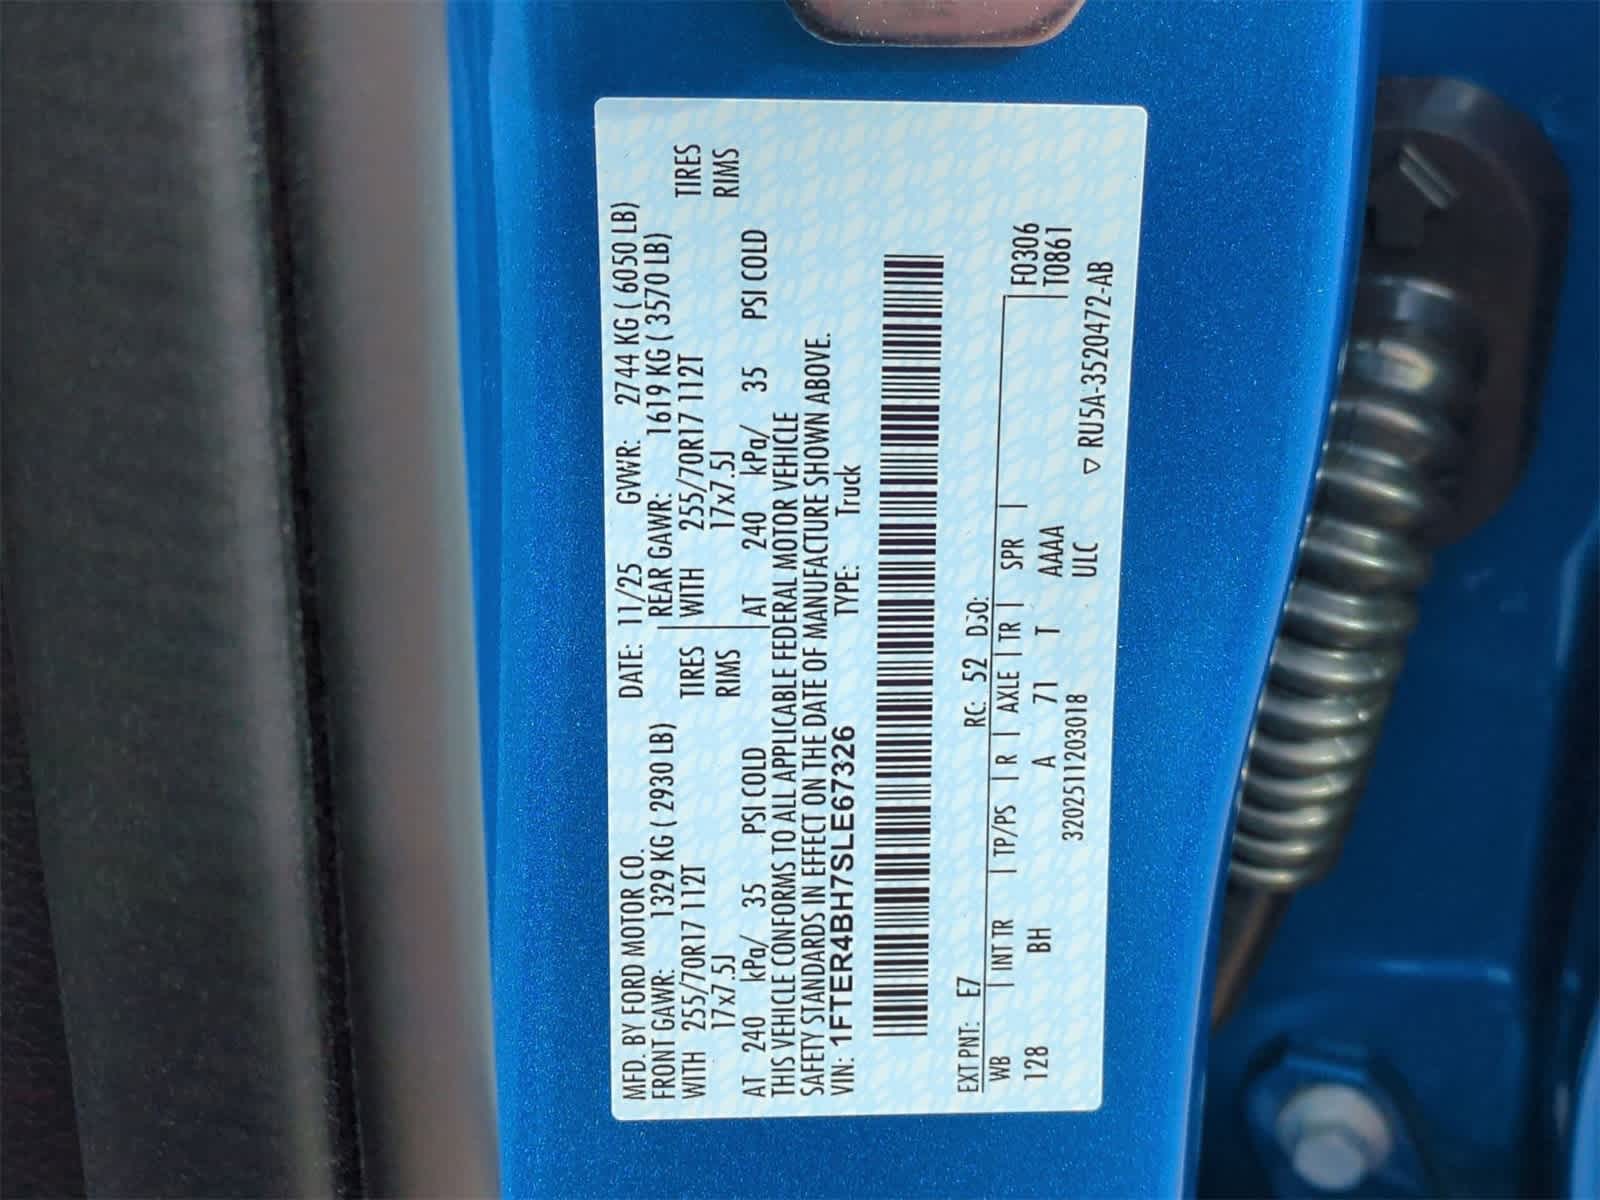 MFD. BY FORD MOTOR CO. DATE: 11/25 GVWR: 2744 KG ( 6050 LB)
FRONT GAWR: 1329 KG ( 2930 LB) REAR GAWR: 1619 KG ( 3570 LB)
WITH 255/70R17 112T TIRES WITH 255/70R17 112T TIRES
17x7.5J RIMS 17x7.5J RIMS
AT 240 kPa/ 35 PSI COLD AT 240 kPa/ 35 PSI COLD
THIS VEHICLE CONFORMS TO ALL APPLICABLE FEDERAL MOTOR VEHICLE
SAFETY STANDARDS IN EFFECT ON THE DATE OF MANUFACTURE SHOWN ABOVE.
VIN: 1FTER4BH7SLE67326 TYPE: Truck
EXT PNT: E7 RC: 52 DSO:
WB INT TR TP/PS R AXLE TR SPR F0306
128 BH A 71 T AAAA T0861
3202511203018 ULC
▽ RU5A-3520472-AB